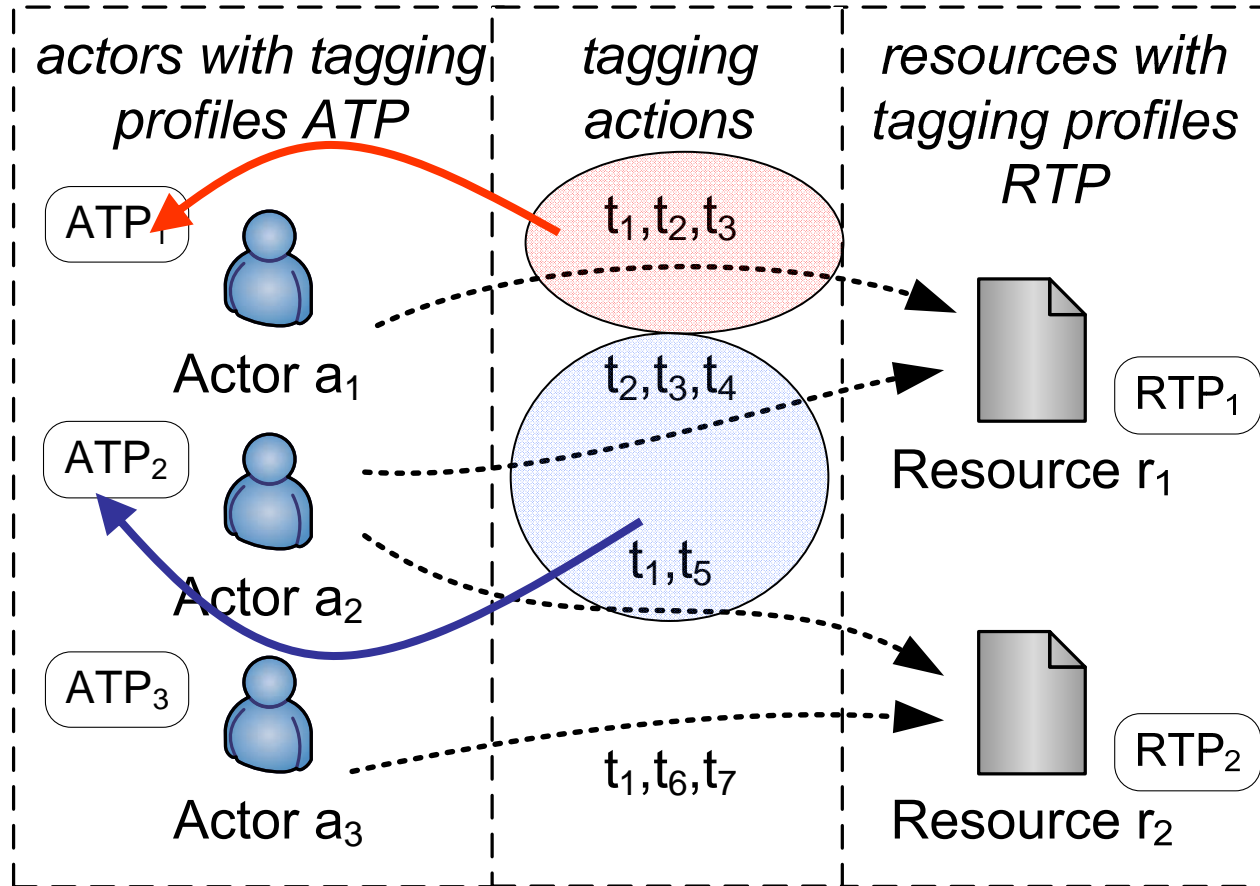 actors with tagging
profiles ATP
tagging
actions
resources with
tagging profiles
RTP
ATP₁
t₁,t₂,t₃
Actor a₁
t₂,t₃,t₄
RTP₁
ATP₂
Resource r₁
t₁,t₅
Actor a₂
ATP₃
RTP₂
t₁,t₆,t₇
Actor a₃
Resource r₂